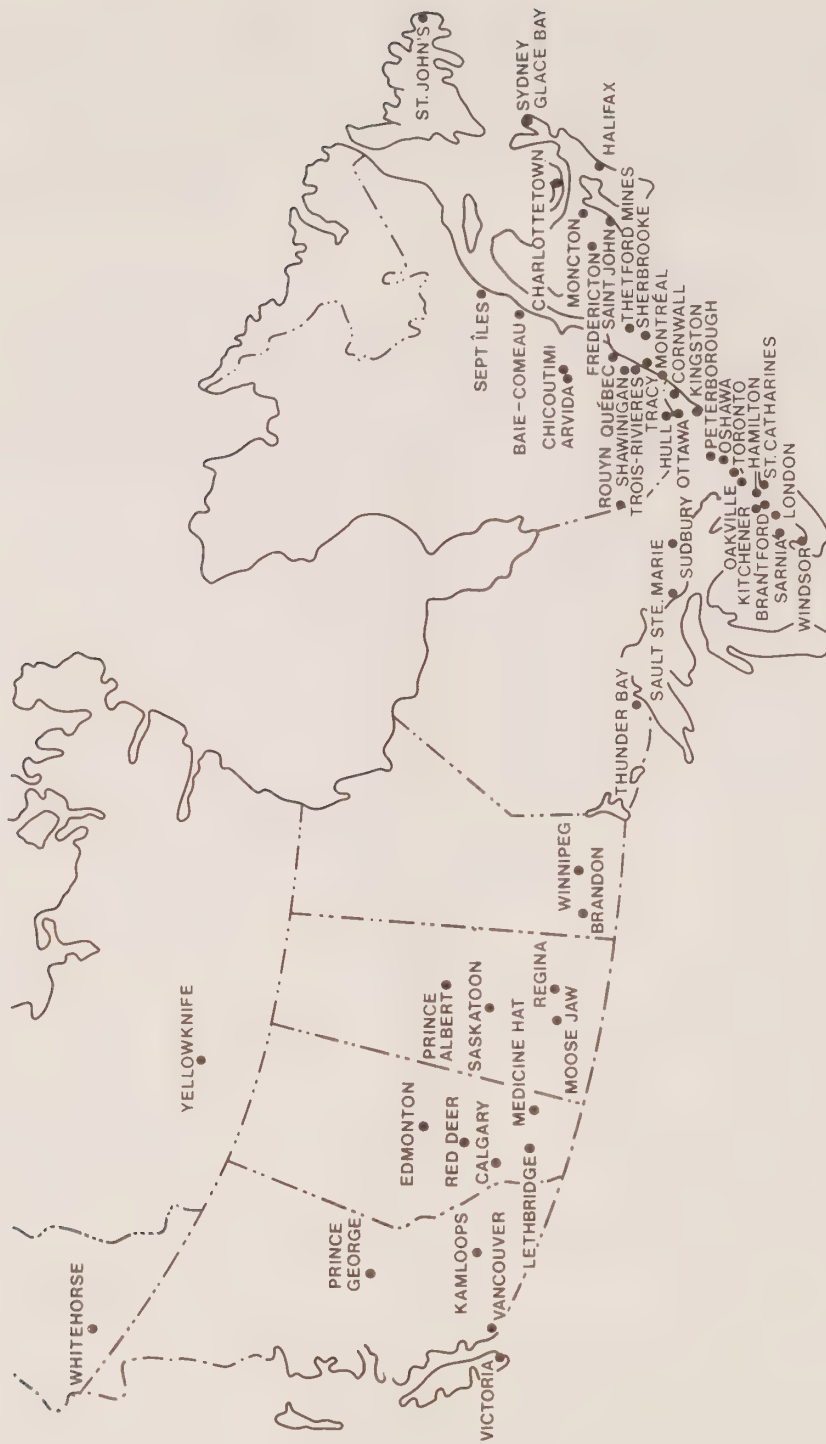 WHITEHORSE
YELLOWKNIFE
PRINCE
GEORGE
KAMLOOPS
VANCOUVER
VICTORIA
EDMONTON
RED DEER
CALGARY
LETHBRIDGE
MEDICINE HAT
PRINCE
ALBERT
SASKATOON
REGINA
MOOSE JAW
WINNIPEG
BRANDON
THUNDER BAY
SAULT STE. MARIE
SUDBURY
ROUYN
QUÉBEC
SHAWINIGAN
TROIS-RIVIERES
TRACY
HULL
OTTAWA
MONTRÉAL
CORNWALL
KINGSTON
PETERBOROUGH
OSHAWA
TORONTO
HAMILTON
ST. CATHARINES
OAKVILLE
KITCHENER
BRANTFORD
SARNIA
LONDON
WINDSOR
SEPT ÎLES
BAIE-COMEAU
CHICOUTIMI
ARVIDA
CHARLOTTETOWN
MONCTON
FREDERICTON
SAINT JOHN
THETFORD MINES
SHERBROOKE
ST. JOHN'S
SYDNEY
GLACE BAY
HALIFAX